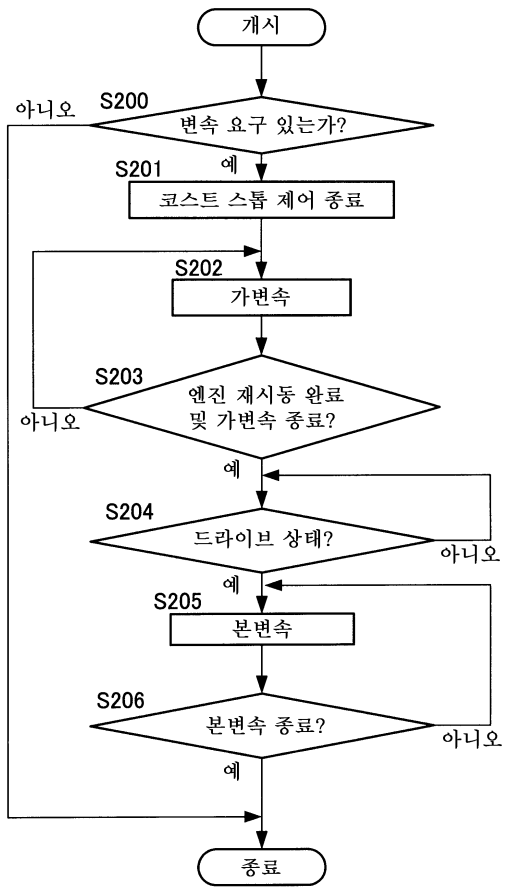 개시
S200
아니오
변속 요구 있는가?
예
S201
코스트 스톱 제어 종료
S202
가변속
S203
엔진 재시동 완료
및 가변속 종료?
아니오
예
S204
드라이브 상태?
아니오
예
S205
본변속
S206
본변속 종료?
아니오
예
종료